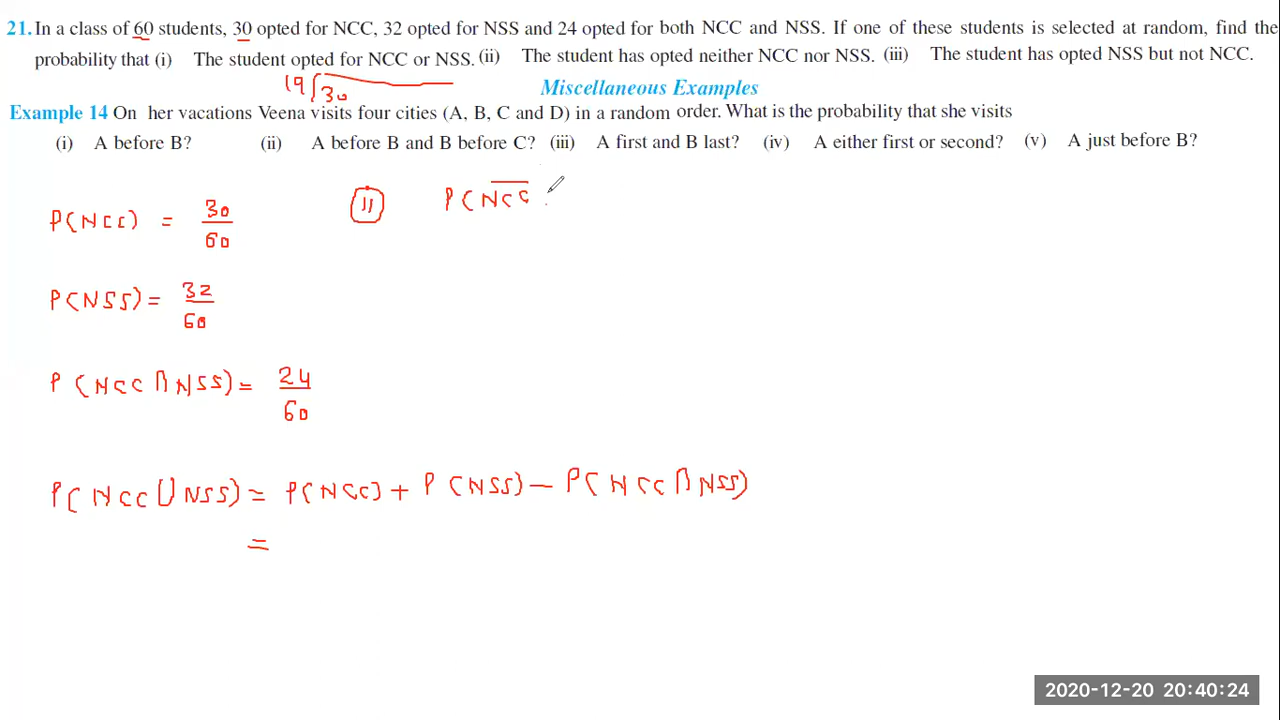 21. In a class of 60 students, 30 opted for NCC, 32 opted for NSS and 24 opted for both NCC and NSS. If one of these students is selected at random, find the
probability that (i) The student opted for NCC or NSS. (ii) The student has opted neither NCC nor NSS. (iii) The student has opted NSS but not NCC.
19 30
Miscellaneous Examples
Example 14 On her vacations Veena visits four cities (A, B, C and D) in a random order. What is the probability that she visits
(i) A before B? (ii) A before B and B before C? (iii) A first and B last? (iv) A either first or second? (v) A just before B?
P(NCC) = 30/60
(11) P(N̅C̅C̅
P(NSS) = 32/60
P(NCC ∩ NSS) = 24/60
P(NCC ∪ NSS) = P(NCC) + P(NSS) – P(NCC ∩ NSS)
=
2020-12-20 20:40:24